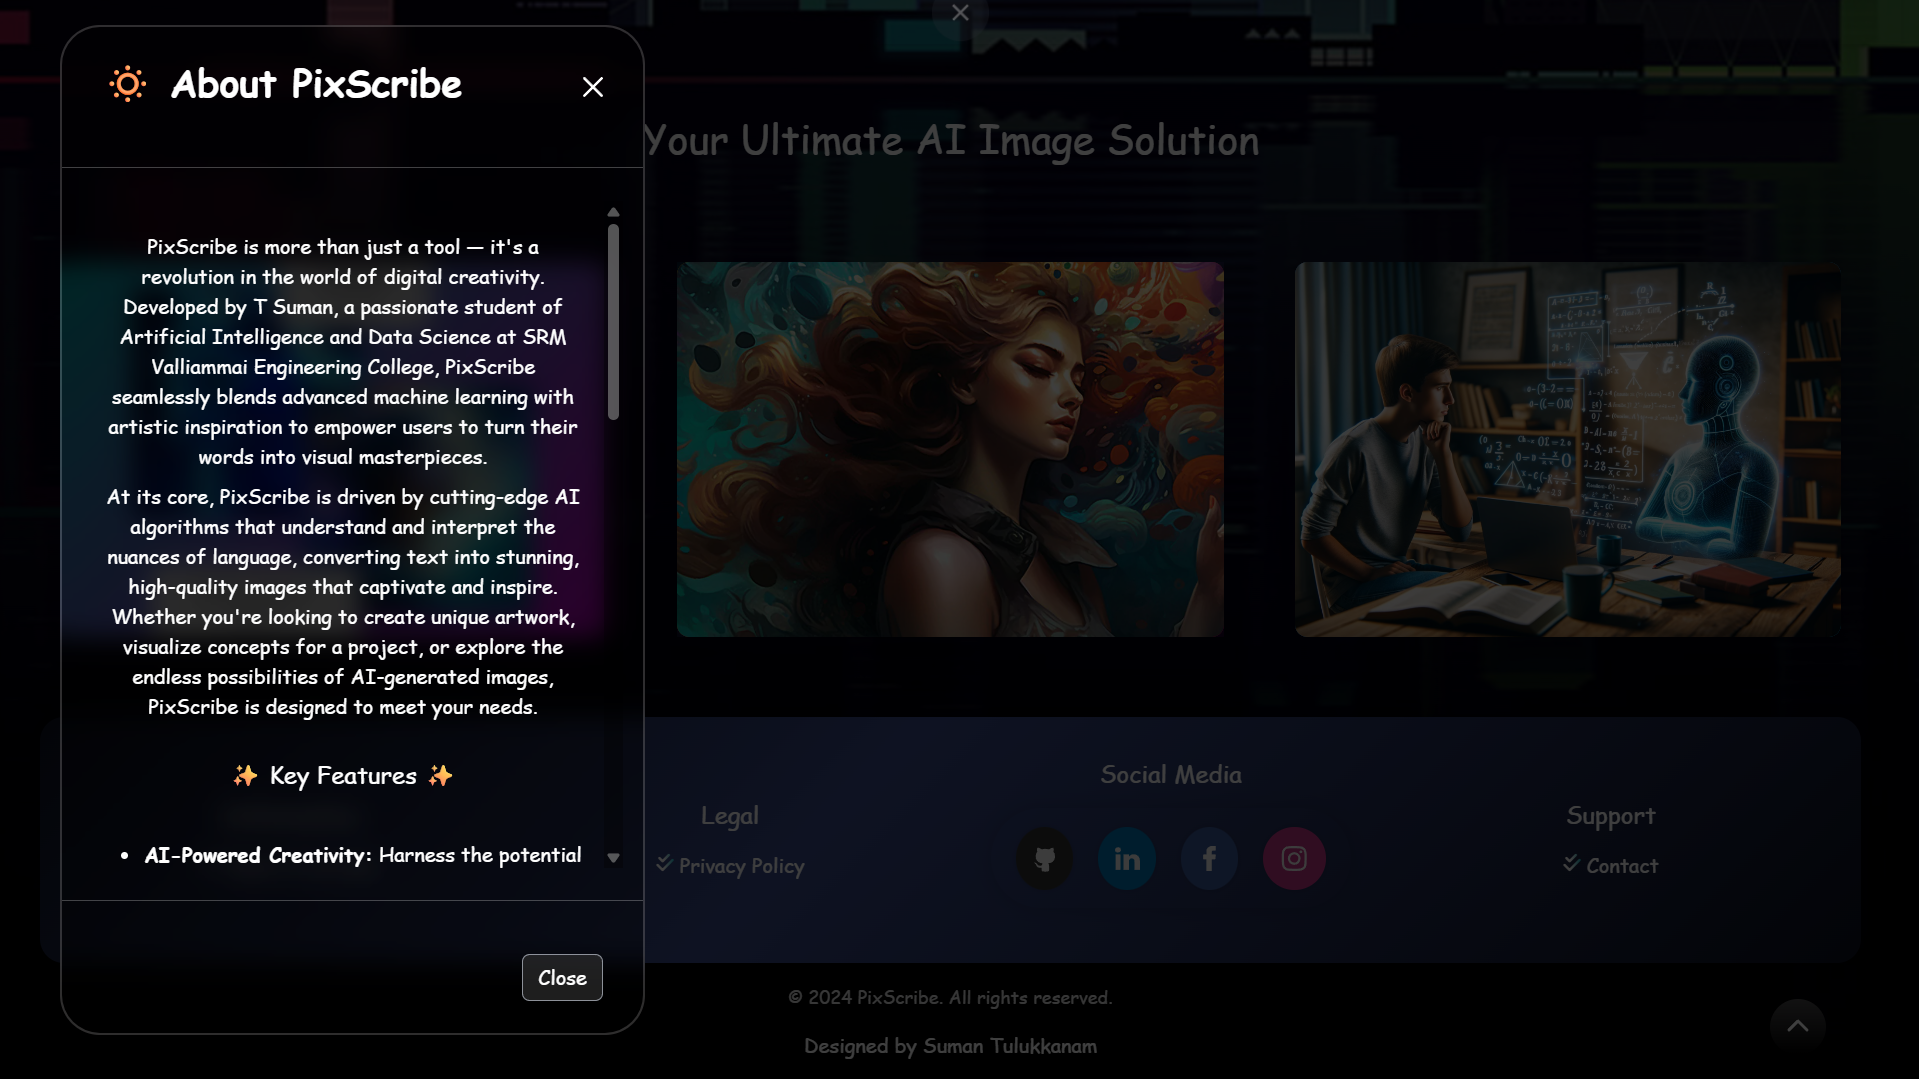 About PixScribe
Your Ultimate AI Image Solution
PixScribe is more than just a tool — it's a
revolution in the world of digital creativity.
Developed by T Suman, a passionate student of
Artificial Intelligence and Data Science at SRM
Valliammai Engineering College, PixScribe
seamlessly blends advanced machine learning with
artistic inspiration to empower users to turn their
words into visual masterpieces.
At its core, PixScribe is driven by cutting-edge AI
algorithms that understand and interpret the
nuances of language, converting text into stunning,
high-quality images that captivate and inspire.
Whether you're looking to create unique artwork,
visualize concepts for a project, or explore the
endless possibilities of AI-generated images,
PixScribe is designed to meet your needs.
✨ Key Features ✨
• AI-Powered Creativity: Harness the potential
Close
Legal
Privacy Policy
Social Media
Support
Contact
© 2024 PixScribe. All rights reserved.
Designed by Suman Tulukkanam